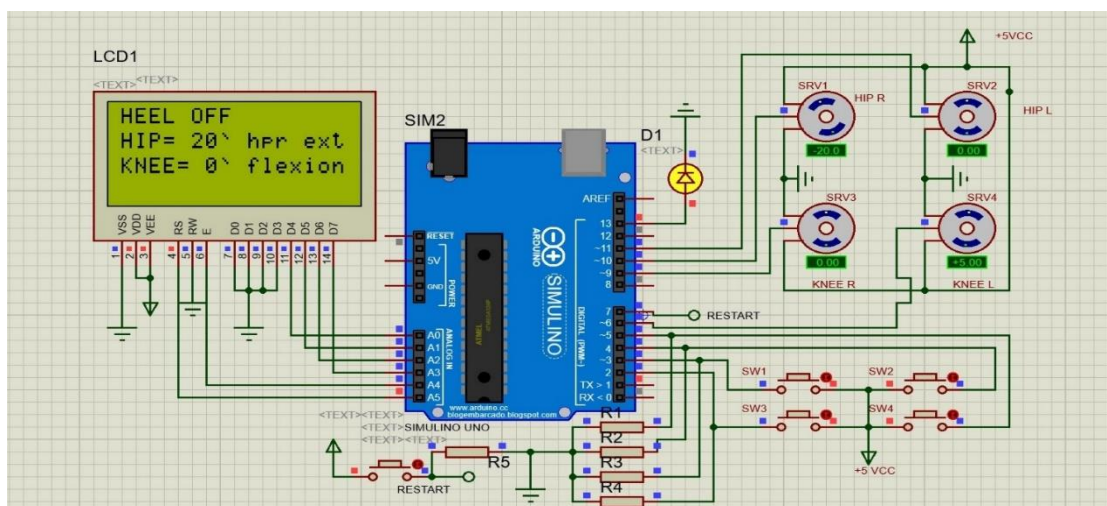 LCD1
<TEXT> <TEXT>
HEEL OFF
HIP= 20` hpr ext
KNEE= 0` flexion
VSS VDD VEE RS RW E D0 D1 D2 D3 D4 D5 D6 D7
1 2 3 4 5 6 7 8 9 10 11 12 13 14
SIM2
D1
<TEXT>
RESET
5V
GND
POWER
A0
A1
A2
A3
A4
A5
ANALOG IN
AREF
13
12
~11
~10
~9
8
7
~6
~5
4
~3
2
TX > 1
RX < 0
DIGITAL (PWM~)
ARDUINO
SIMULINO
ATMEL
www.arduino.cc
blogembarcado.blogspot.com
<TEXT><TEXT>
SIMULINO UNO
<TEXT>
<TEXT><TEXT>
+5VCC
SRV1
HIP R
-20.0
SRV2
HIP L
0.00
SRV3
0.00
KNEE R
SRV4
+5.00
KNEE L
RESTART
SW1
SW2
SW3
SW4
+5 VCC
R1
R2
R3
R4
R5
RESTART